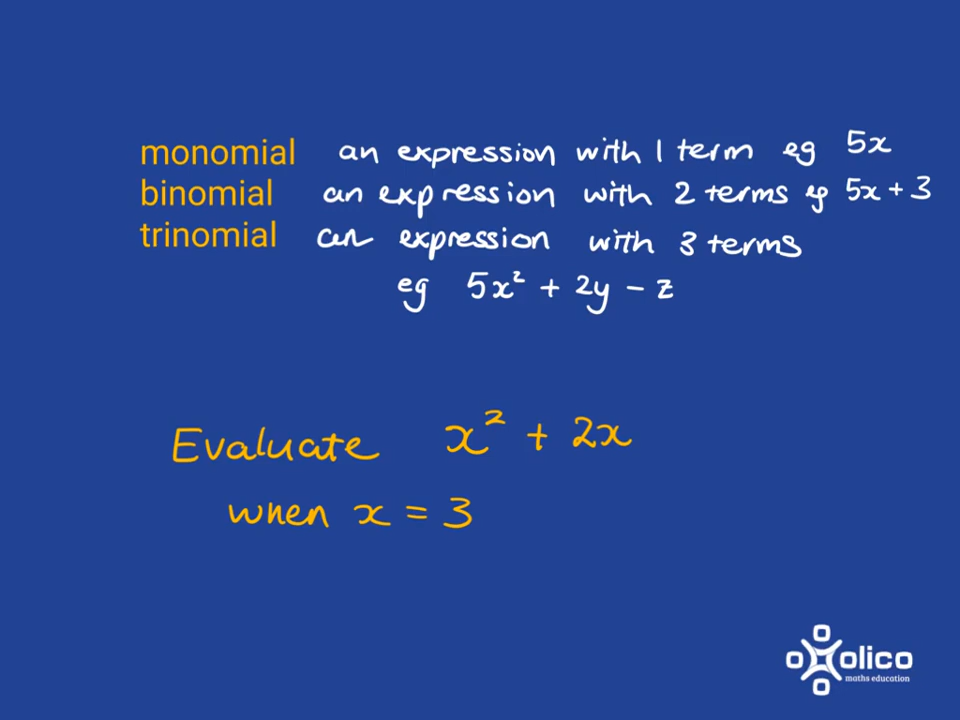 monomial an expression with 1 term eg 5x
binomial an expression with 2 terms eg 5x + 3
trinomial an expression with 3 terms
eg 5x² + 2y - z
Evaluate x² + 2x
when x = 3
olico
maths education